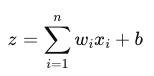 z = \sum_{i=1}^{n} w_i x_i + b